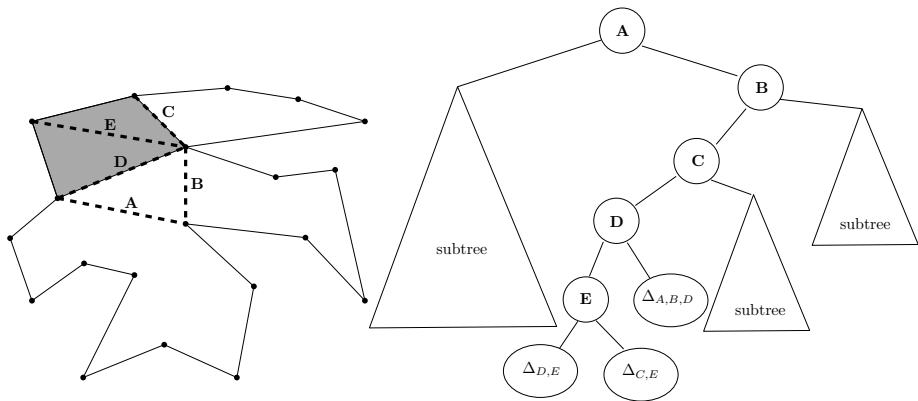 C
E
D
B
A
A
B
C
D
E
subtree
subtree
subtree
Δ_{A,B,D}
Δ_{D,E}
Δ_{C,E}